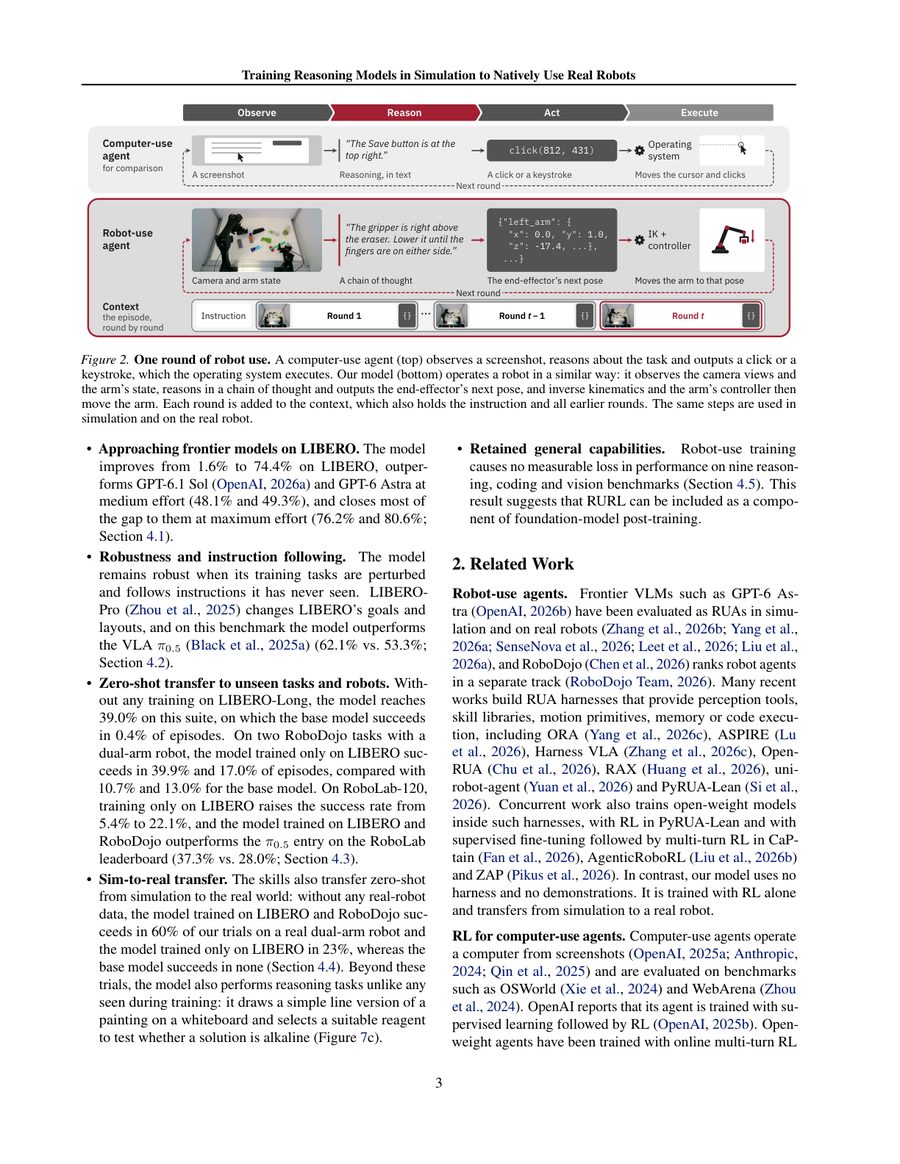 Training Reasoning Models in Simulation to Natively Use Real Robots
Observe Reason Act Execute
Computer-use
agent
for comparison
A screenshot
"The Save button is at the
top right."
Reasoning, in text
click(812, 431)
A click or a keystroke
Operating
system
Moves the cursor and clicks
Next round
Robot-use
agent
Camera and arm state
"The gripper is right above
the eraser. Lower it until the
fingers are on either side."
A chain of thought
{"left_arm": {
"x": 0.0, "y": 1.0,
"z": -17.4, ...},
...}
The end-effector's next pose
IK +
controller
Moves the arm to that pose
Next round
Context
the episode,
round by round
Instruction
Round 1
{}
...
Round t – 1
{}
Round t
{}
Figure 2. One round of robot use. A computer-use agent (top) observes a screenshot, reasons about the task and outputs a click or a
keystroke, which the operating system executes. Our model (bottom) operates a robot in a similar way: it observes the camera views and
the arm's state, reasons in a chain of thought and outputs the end-effector's next pose, and inverse kinematics and the arm's controller then
move the arm. Each round is added to the context, which also holds the instruction and all earlier rounds. The same steps are used in
simulation and on the real robot.
• Approaching frontier models on LIBERO. The model
improves from 1.6% to 74.4% on LIBERO, outper-
forms GPT-6.1 Sol (OpenAI, 2026a) and GPT-6 Astra at
medium effort (48.1% and 49.3%), and closes most of
the gap to them at maximum effort (76.2% and 80.6%;
Section 4.1).
• Robustness and instruction following. The model
remains robust when its training tasks are perturbed
and follows instructions it has never seen. LIBERO-
Pro (Zhou et al., 2025) changes LIBERO's goals and
layouts, and on this benchmark the model outperforms
the VLA π0.5 (Black et al., 2025a) (62.1% vs. 53.3%;
Section 4.2).
• Zero-shot transfer to unseen tasks and robots. With-
out any training on LIBERO-Long, the model reaches
39.0% on this suite, on which the base model succeeds
in 0.4% of episodes. On two RoboDojo tasks with a
dual-arm robot, the model trained only on LIBERO suc-
ceeds in 39.9% and 17.0% of episodes, compared with
10.7% and 13.0% for the base model. On RoboLab-120,
training only on LIBERO raises the success rate from
5.4% to 22.1%, and the model trained on LIBERO and
RoboDojo outperforms the π0.5 entry on the RoboLab
leaderboard (37.3% vs. 28.0%; Section 4.3).
• Sim-to-real transfer. The skills also transfer zero-shot
from simulation to the real world: without any real-robot
data, the model trained on LIBERO and RoboDojo suc-
ceeds in 60% of our trials on a real dual-arm robot and
the model trained only on LIBERO in 23%, whereas the
base model succeeds in none (Section 4.4). Beyond these
trials, the model also performs reasoning tasks unlike any
seen during training: it draws a simple line version of a
painting on a whiteboard and selects a suitable reagent
to test whether a solution is alkaline (Figure 7c).
• Retained general capabilities. Robot-use training
causes no measurable loss in performance on nine reason-
ing, coding and vision benchmarks (Section 4.5). This
result suggests that RURL can be included as a compo-
nent of foundation-model post-training.
2. Related Work
Robot-use agents. Frontier VLMs such as GPT-6 As-
tra (OpenAI, 2026b) have been evaluated as RUAs in simu-
lation and on real robots (Zhang et al., 2026b; Yang et al.,
2026a; SenseNova et al., 2026; Leet et al., 2026; Liu et al.,
2026a), and RoboDojo (Chen et al., 2026) ranks robot agents
in a separate track (RoboDojo Team, 2026). Many recent
works build RUA harnesses that provide perception tools,
skill libraries, motion primitives, memory or code execu-
tion, including ORA (Yang et al., 2026c), ASPIRE (Lu
et al., 2026), Harness VLA (Zhang et al., 2026c), Open-
RUA (Chu et al., 2026), RAX (Huang et al., 2026), uni-
robot-agent (Yuan et al., 2026) and PyRUA-Lean (Si et al.,
2026). Concurrent work also trains open-weight models
inside such harnesses, with RL in PyRUA-Lean and with
supervised fine-tuning followed by multi-turn RL in CaP-
tain (Fan et al., 2026), AgenticRoboRL (Liu et al., 2026b)
and ZAP (Pikus et al., 2026). In contrast, our model uses no
harness and no demonstrations. It is trained with RL alone
and transfers from simulation to a real robot.
RL for computer-use agents. Computer-use agents operate
a computer from screenshots (OpenAI, 2025a; Anthropic,
2024; Qin et al., 2025) and are evaluated on benchmarks
such as OSWorld (Xie et al., 2024) and WebArena (Zhou
et al., 2024). OpenAI reports that its agent is trained with su-
pervised learning followed by RL (OpenAI, 2025b). Open-
weight agents have been trained with online multi-turn RL
3